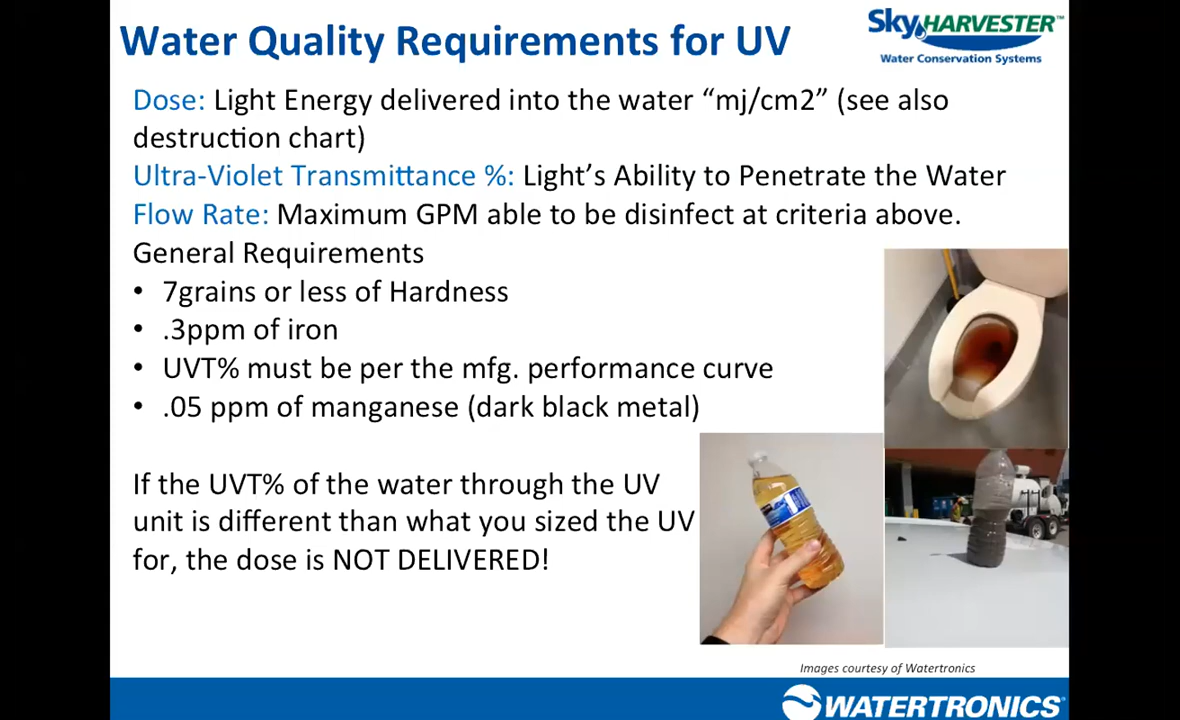 Water Quality Requirements for UV
SkyHARVESTER™
Water Conservation Systems
Dose: Light Energy delivered into the water “mj/cm2” (see also
destruction chart)
Ultra-Violet Transmittance %: Light’s Ability to Penetrate the Water
Flow Rate: Maximum GPM able to be disinfect at criteria above.
General Requirements
• 7grains or less of Hardness
• .3ppm of iron
• UVT% must be per the mfg. performance curve
• .05 ppm of manganese (dark black metal)
If the UVT% of the water through the UV
unit is different than what you sized the UV
for, the dose is NOT DELIVERED!
Images courtesy of Watertronics
WATERTRONICS®